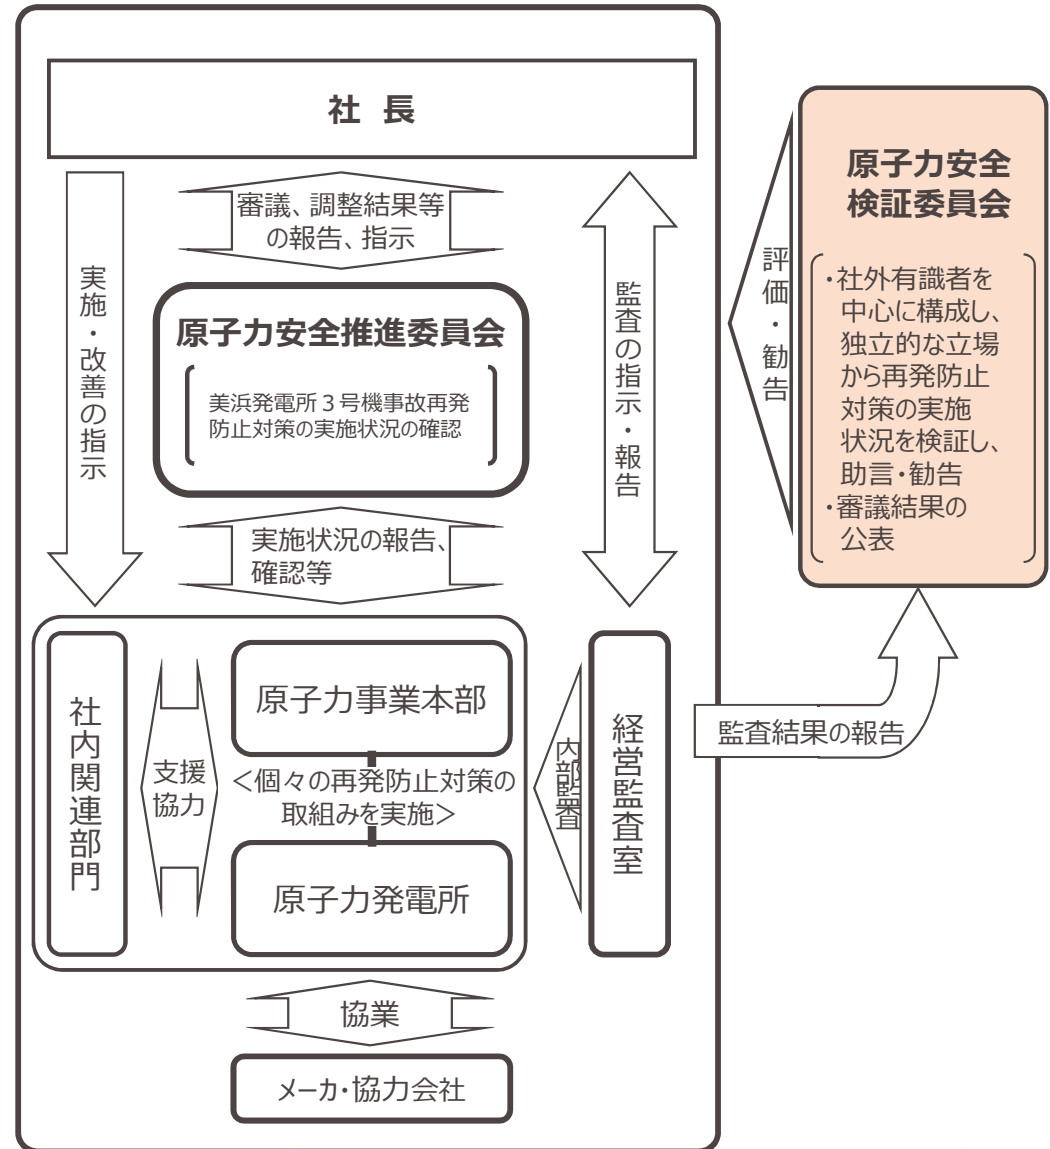 社 長
審議、調整結果等
の報告、指示
実施・改善の指示
原子力安全推進委員会
美浜発電所３号機事故再発
防止対策の実施状況の確認
監査の指示・報告
評価・勧告
原子力安全
検証委員会
・社外有識者を
中心に構成し、
独立的な立場
から再発防止
対策の実施
状況を検証し、
助言・勧告
・審議結果の
公表
実施状況の報告、
確認等
社内関連部門
支援
協力
原子力事業本部
＜個々の再発防止対策の
取組みを実施＞
原子力発電所
内部監査
経営監査室
監査結果の報告
協業
メーカ・協力会社